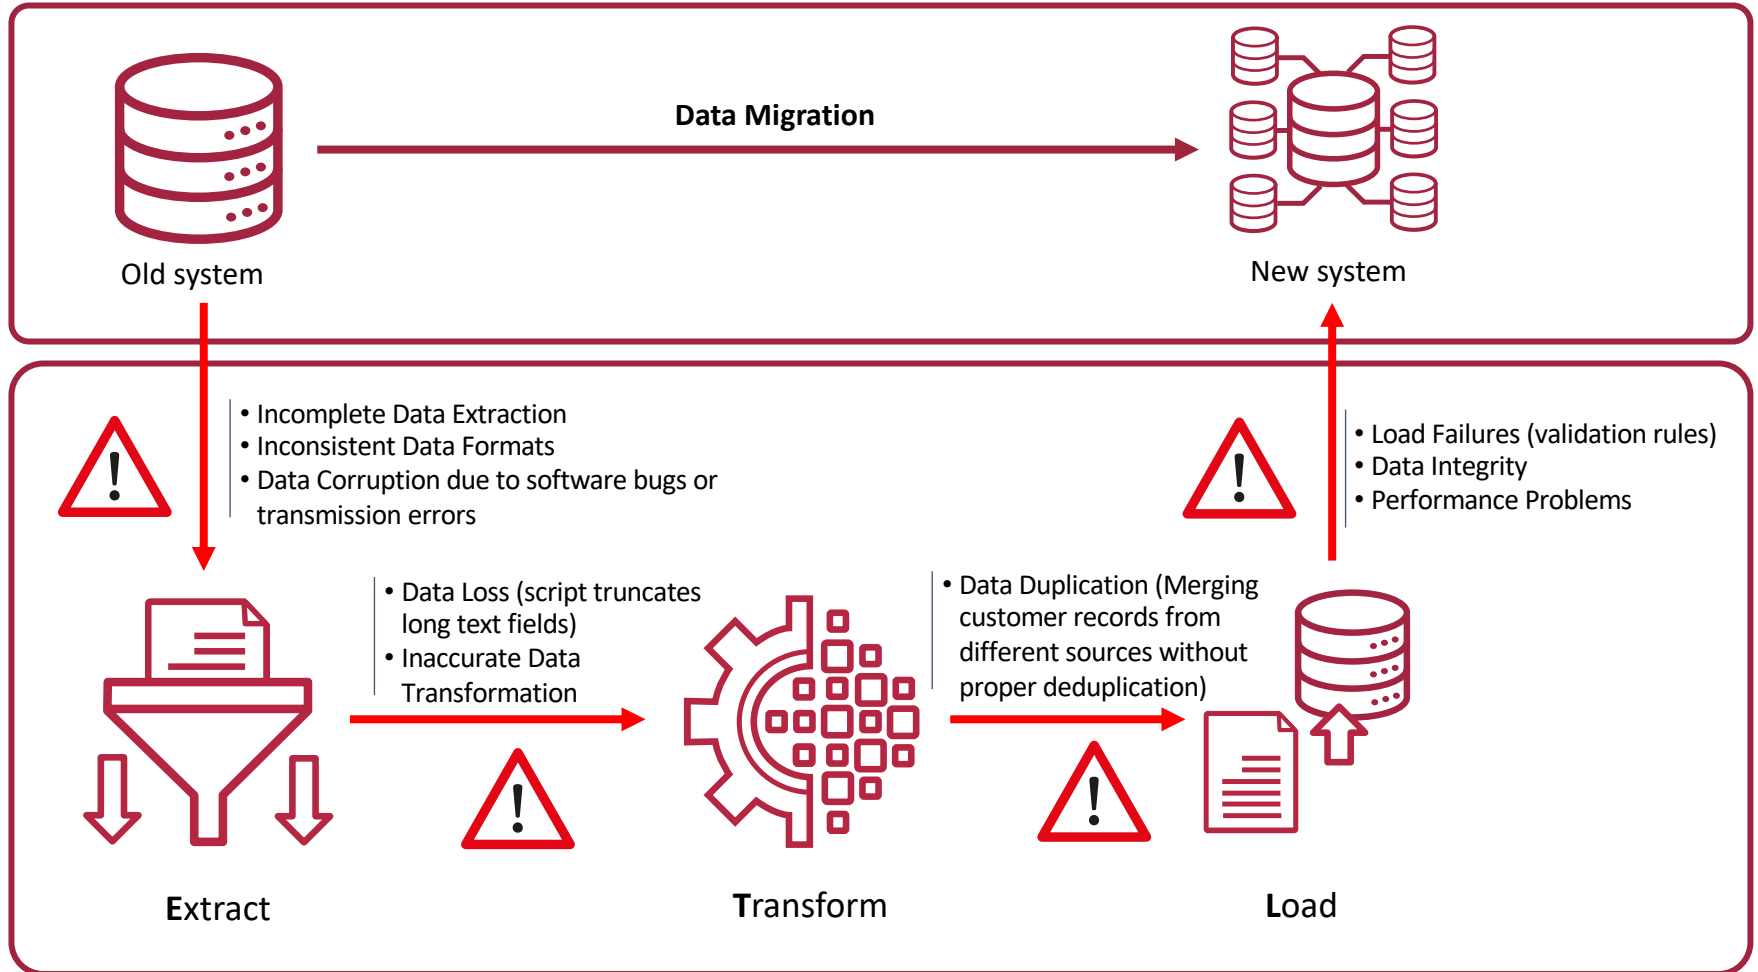 Data Migration
Old system
New system
• Incomplete Data Extraction
• Inconsistent Data Formats
• Data Corruption due to software bugs or
transmission errors
• Load Failures (validation rules)
• Data Integrity
• Performance Problems
• Data Loss (script truncates
long text fields)
• Inaccurate Data
Transformation
• Data Duplication (Merging
customer records from
different sources without
proper deduplication)
Extract
Transform
Load